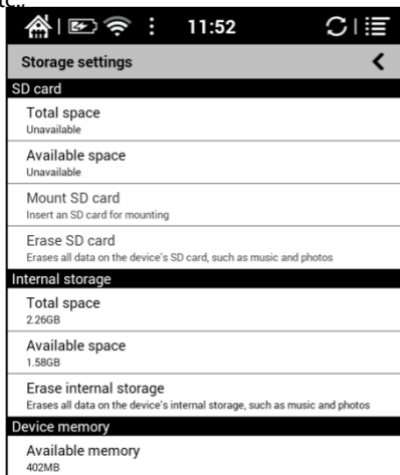 11:52
Storage settings
SD card
Total space
Unavailable
Available space
Unavailable
Mount SD card
Insert an SD card for mounting
Erase SD card
Erases all data on the device's SD card, such as music and photos
Internal storage
Total space
2.26GB
Available space
1.58GB
Erase internal storage
Erases all data on the device's internal storage, such as music and photos
Device memory
Available memory
402MB